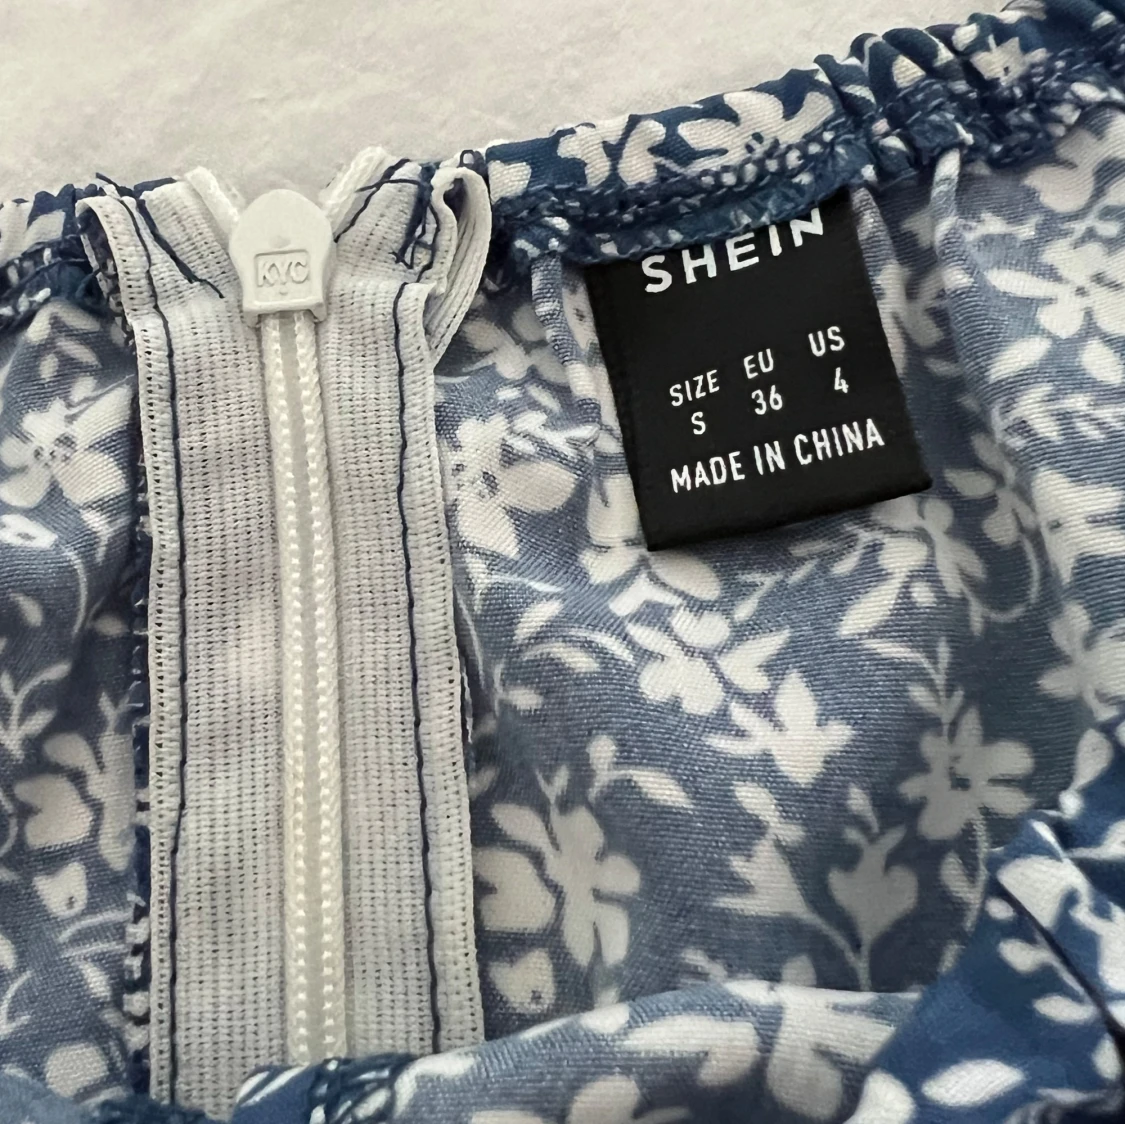 KYC
SHEIN
SIZE EU US
S 36 4
MADE IN CHINA